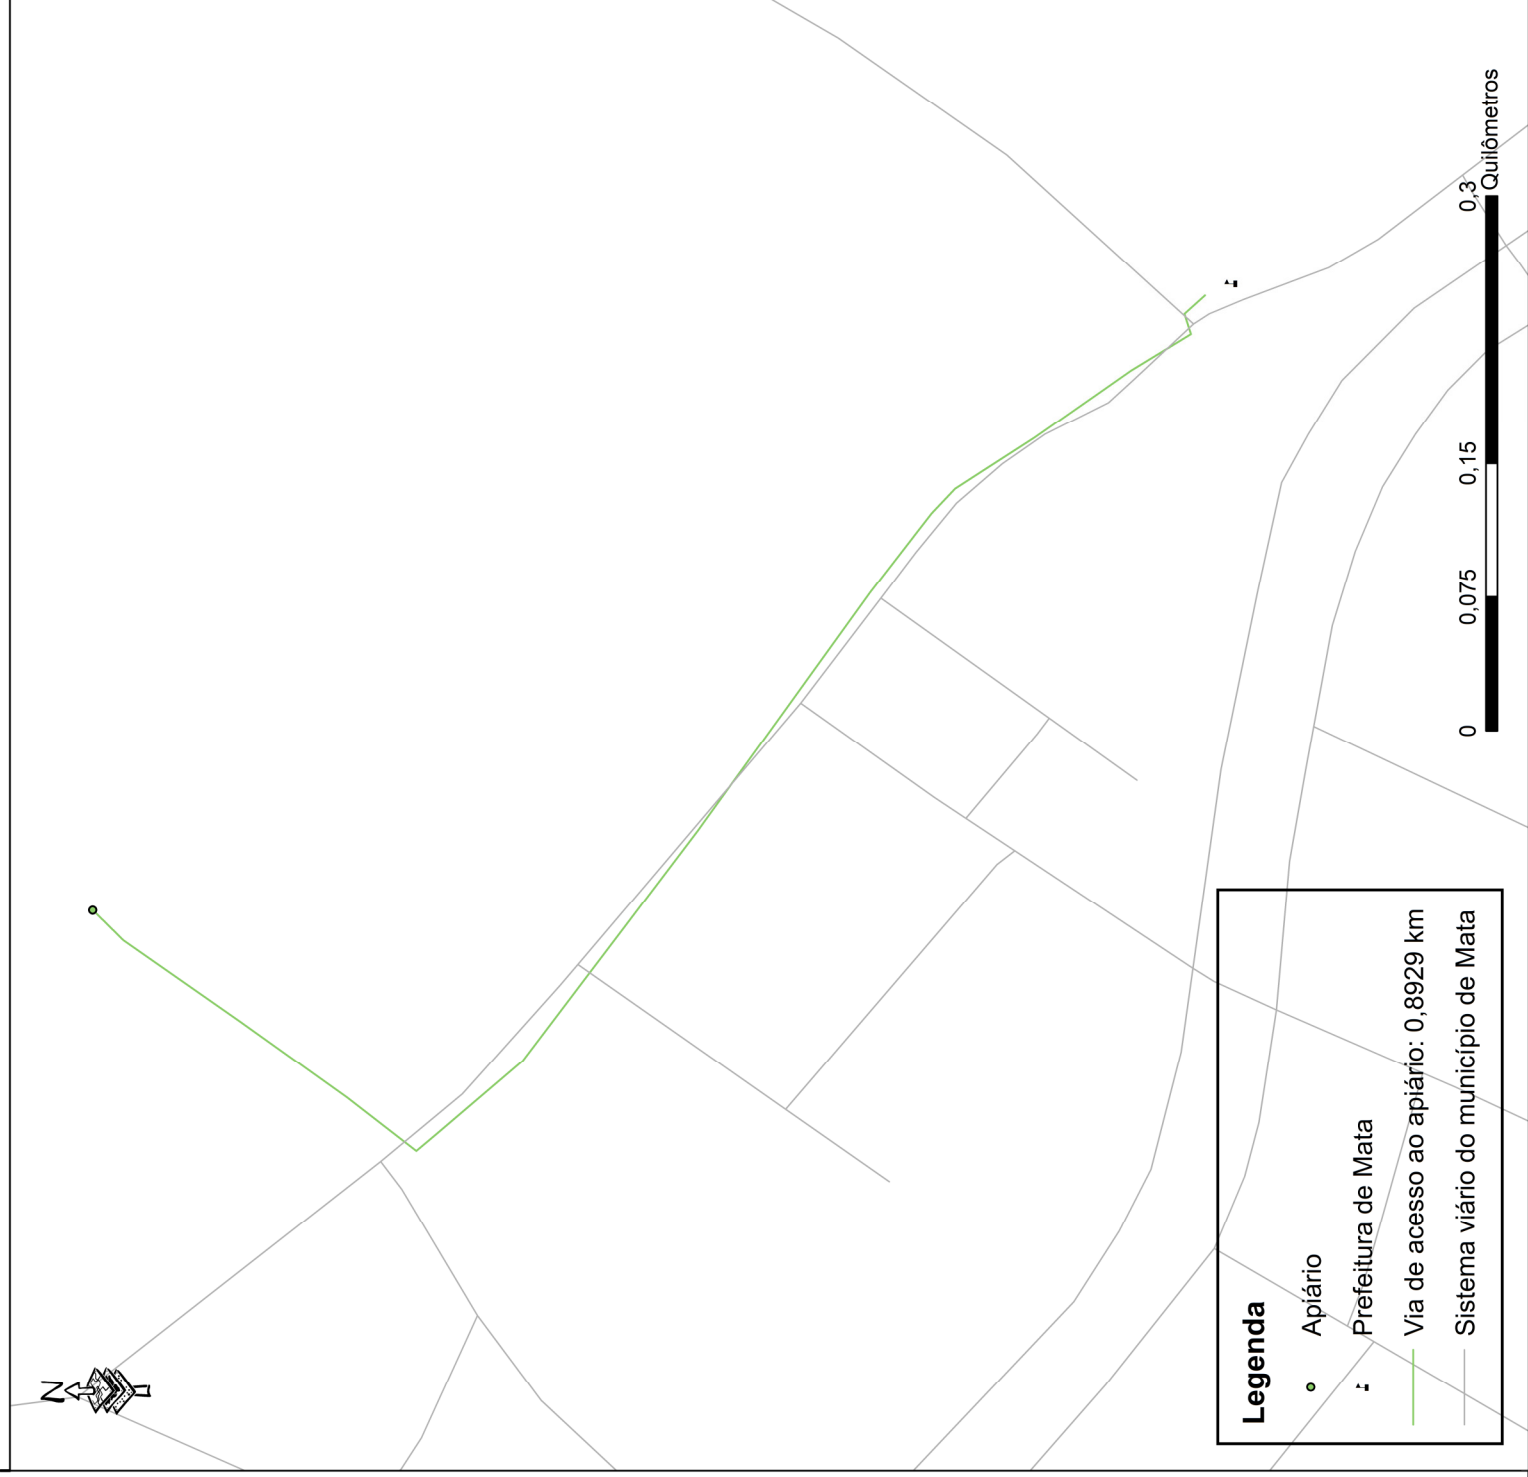 N
Legenda
Apiário
Prefeitura de Mata
Via de acesso ao apiário: 0,8929 km
Sistema viário do município de Mata
0 0,075 0,15 0,3
Quilômetros